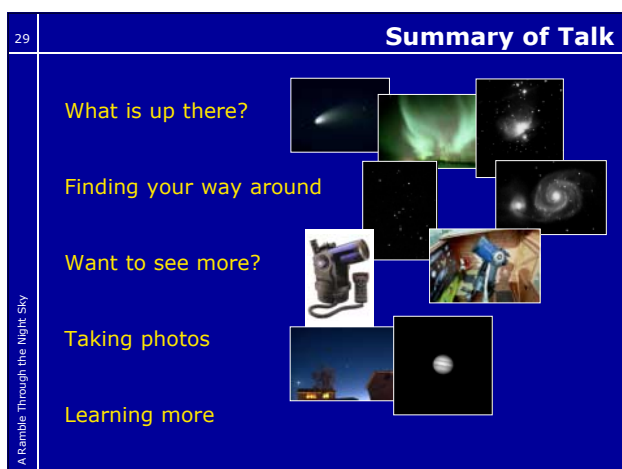 29
Summary of Talk
What is up there?
Finding your way around
Want to see more?
Taking photos
Learning more
A Ramble Through the Night Sky